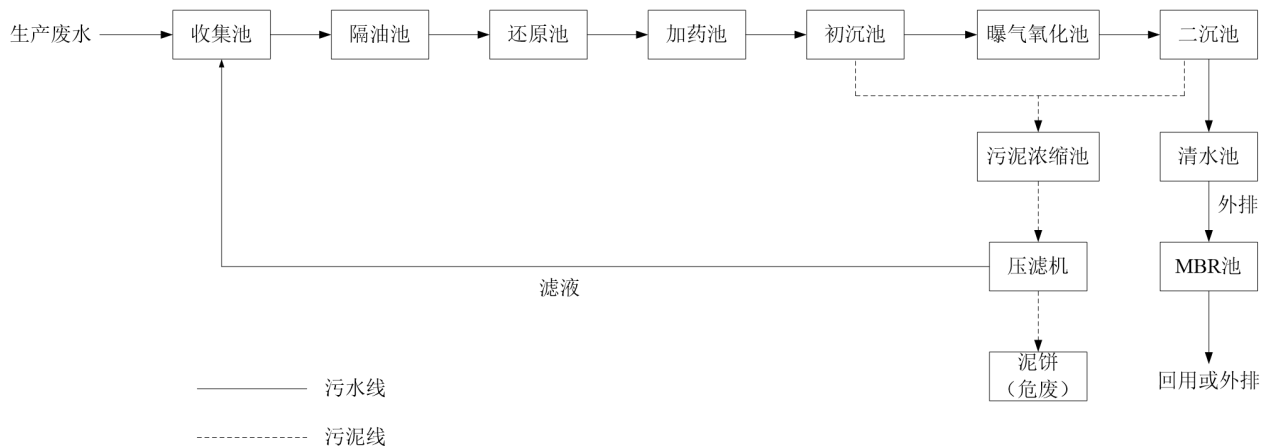 生产废水
收集池
隔油池
还原池
加药池
初沉池
曝气氧化池
二沉池
污泥浓缩池
清水池
外排
压滤机
MBR池
滤液
泥饼
（危废）
回用或外排
污水线
污泥线